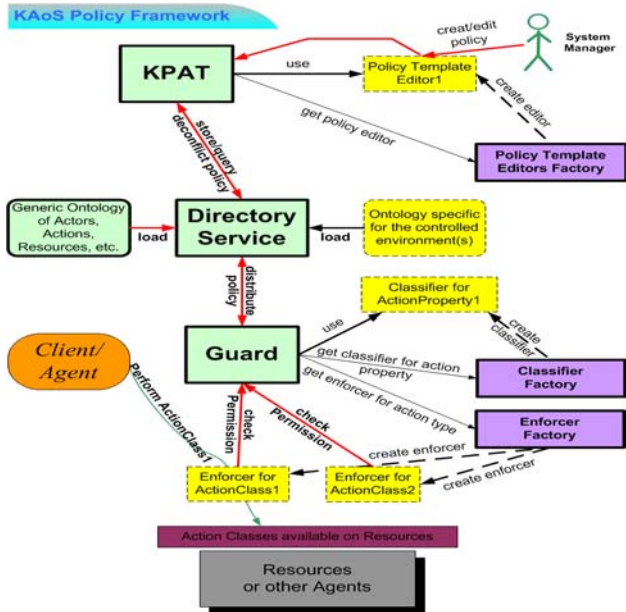 KAoS Policy Framework
creat/edit
policy
System
Manager
KPAT
use
Policy Template
Editor1
create editor
get policy editor
store/query
deconflict policy
Policy Template
Editors Factory
Generic Ontology
of Actors,
Actions,
Resources, etc.
load
Directory
Service
load
Ontology specific
for the controlled
environment(s)
distribute
policy
Classifier for
ActionProperty1
use
create
classifier
Guard
get classifier for action
property
get enforcer for action type
Classifier
Factory
Client/
Agent
Perform ActionClass1
check
Permission
check
Permission
Enforcer
Factory
create enforcer
create enforcer
Enforcer for
ActionClass1
Enforcer for
ActionClass2
Action Classes available on Resources
Resources
or other Agents